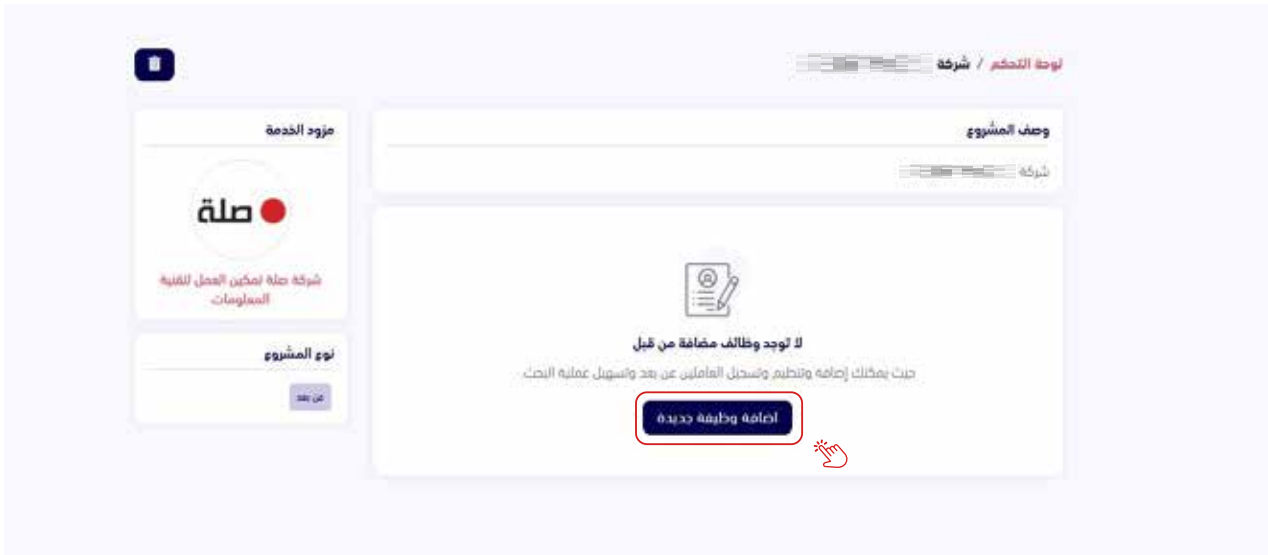 لوحة التحكم / شركة
وصف المشروع
شركة
لا توجد وظائف مضافة من قبل
حيث يمكنك إضافة وتنظيم وتسجيل العاملين عن بعد وتسهيل عملية البحث.
اضافة وظيفة جديدة
مزود الخدمة
صلة
شركة صلة تمكين العمل لتقنية
المعلومات
نوع المشروع
عن بعد